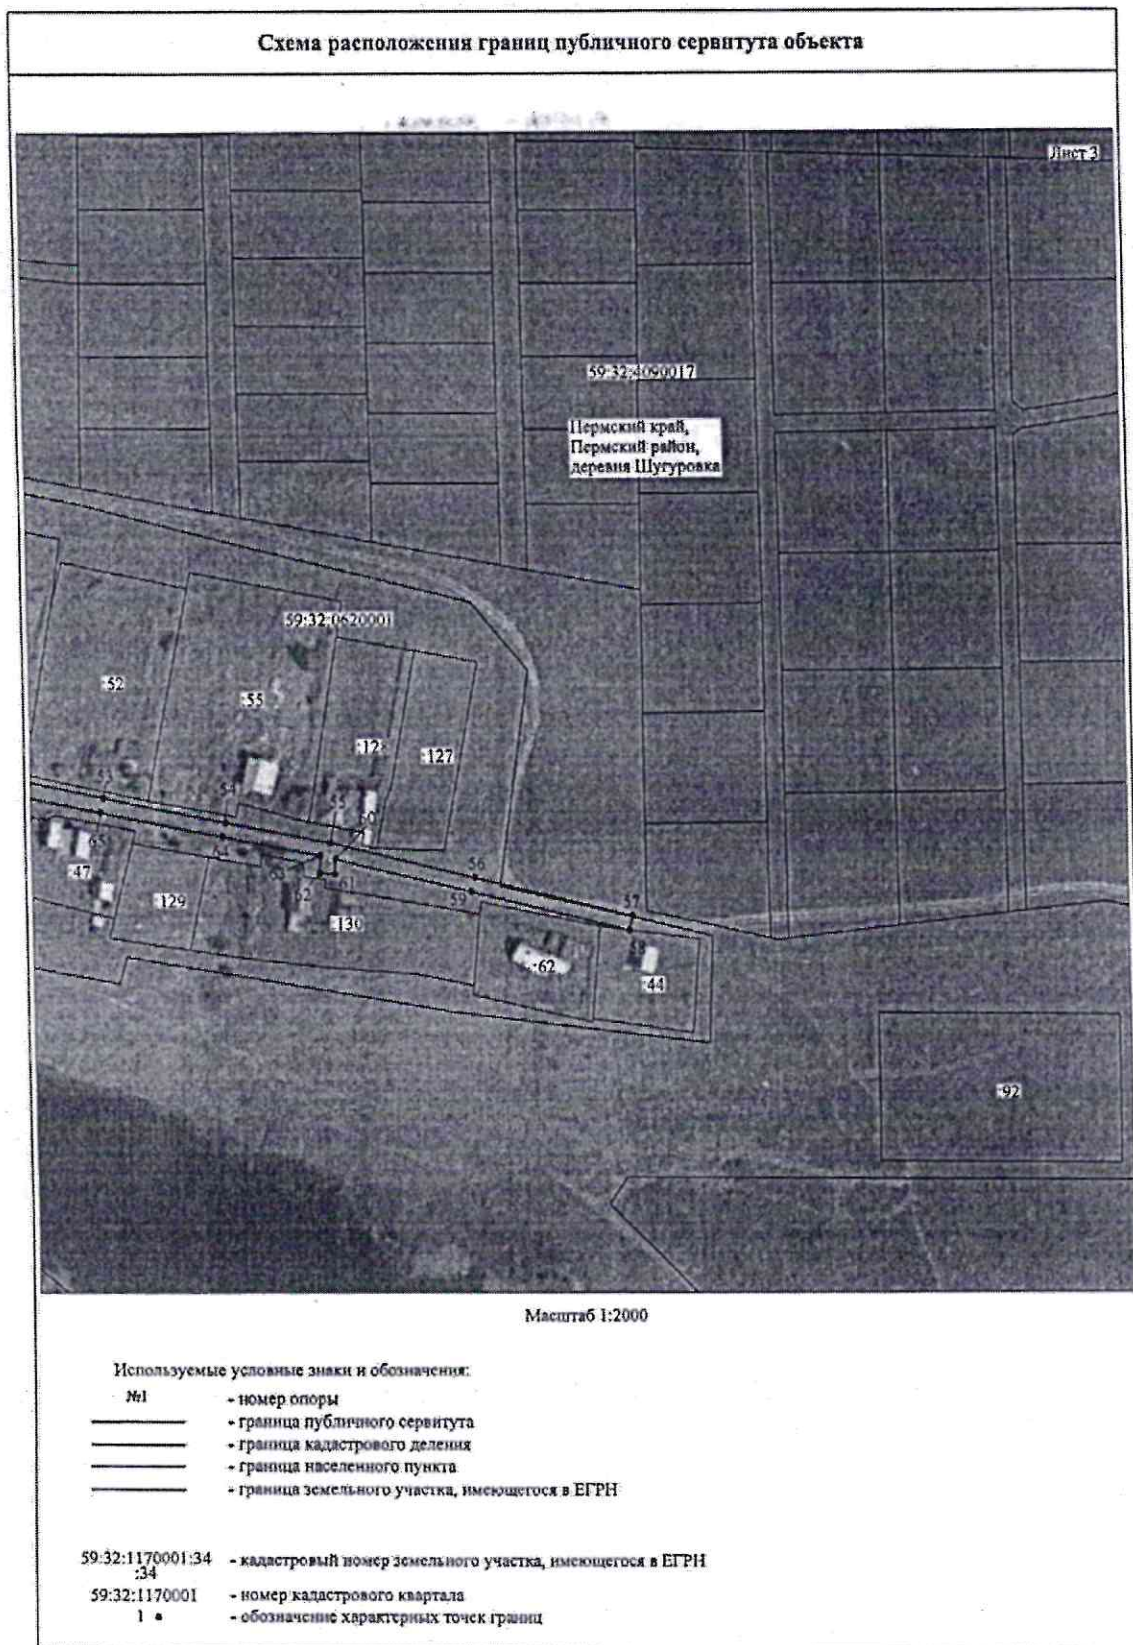 Схема расположения границ публичного сервитута объекта
Лист 3
59:32:4090017
Пермский край,
Пермский район,
деревня Шугуровка
59:32:0620001
:52
:55
:127
53
54
55
60
56
57
65
64
63
62
61
59
58
:47
:129
:130
:62
:44
:92
Масштаб 1:2000
Используемые условные знаки и обозначения:
№1 - номер опоры
- граница публичного сервитута
- граница кадастрового деления
- граница населенного пункта
- граница земельного участка, имеющегося в ЕГРН
59:32:1170001:34 - кадастровый номер земельного участка, имеющегося в ЕГРН
:34
59:32:1170001 - номер кадастрового квартала
1 - обозначение характерных точек границ